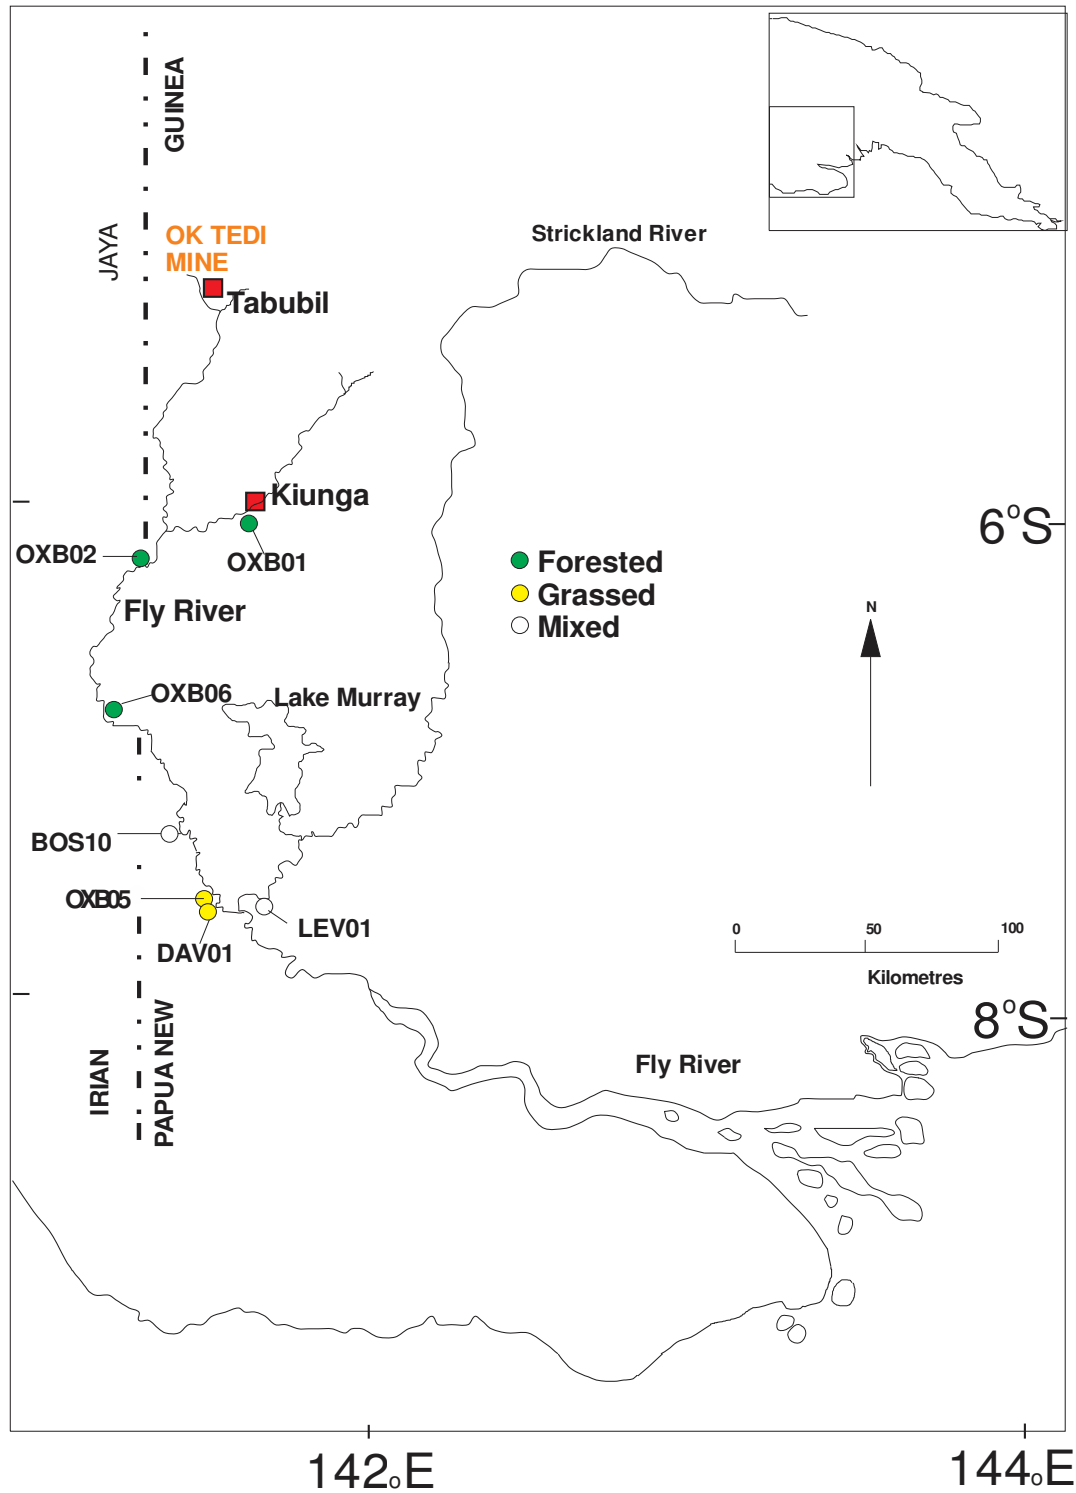 GUINEA
JAYA
OK TEDI
MINE
Tabubil
Strickland River
Kiunga
6°S
OXB02
OXB01
Forested
Grassed
Mixed
Fly River
N
OXB06
Lake Murray
BOS10
OXB05
LEV01
DAV01
0 50 100
Kilometres
8°S
IRIAN
PAPUA NEW
Fly River
142°E
144°E